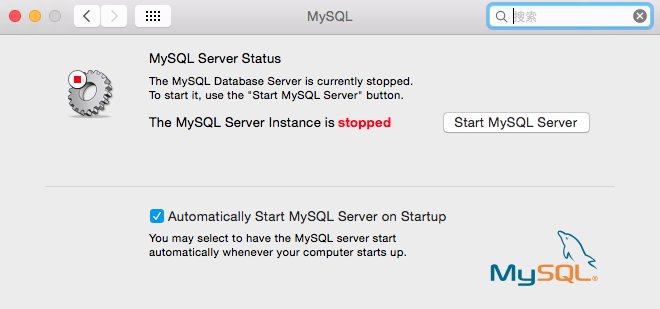 MySQL
搜索
MySQL Server Status
The MySQL Database Server is currently stopped.
To start it, use the "Start MySQL Server" button.
The MySQL Server Instance is stopped
Start MySQL Server
Automatically Start MySQL Server on Startup
You may select to have the MySQL server start
automatically whenever your computer starts up.
MySQL®